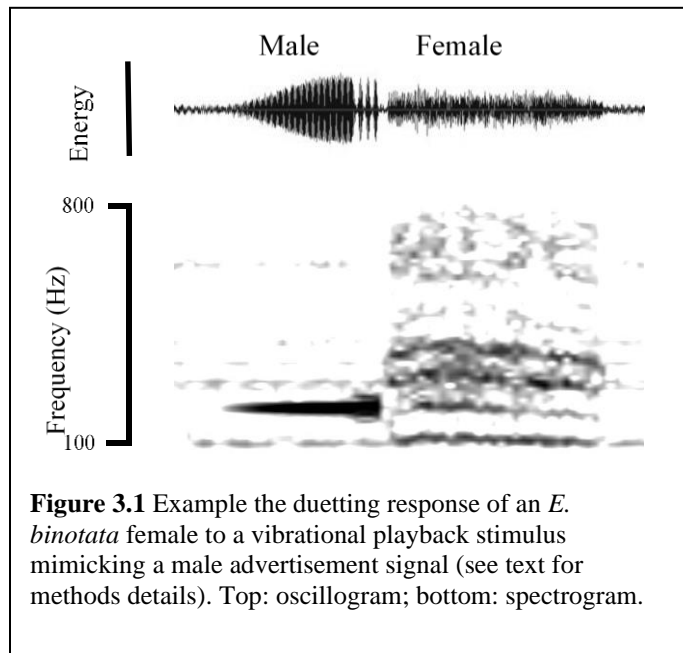 Male Female
Energy
800
Frequency (Hz)
100
Figure 3.1 Example the duetting response of an E.
binotata female to a vibrational playback stimulus
mimicking a male advertisement signal (see text for
methods details). Top: oscillogram; bottom: spectrogram.